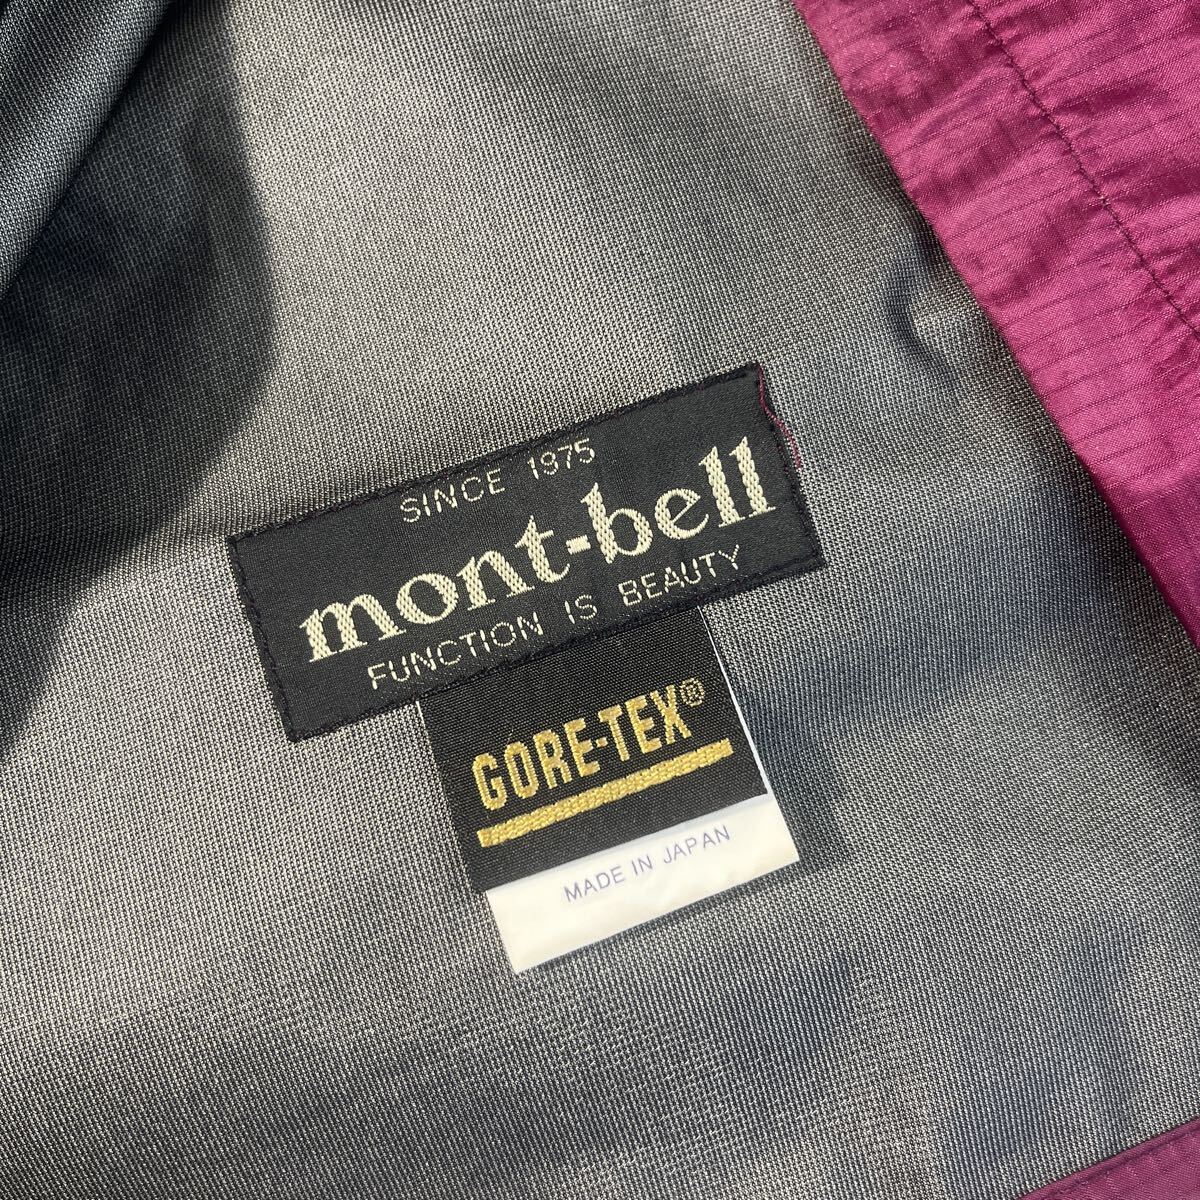 SINCE 1975
mont-bell
FUNCTION IS BEAUTY
GORE-TEX®
MADE IN JAPAN